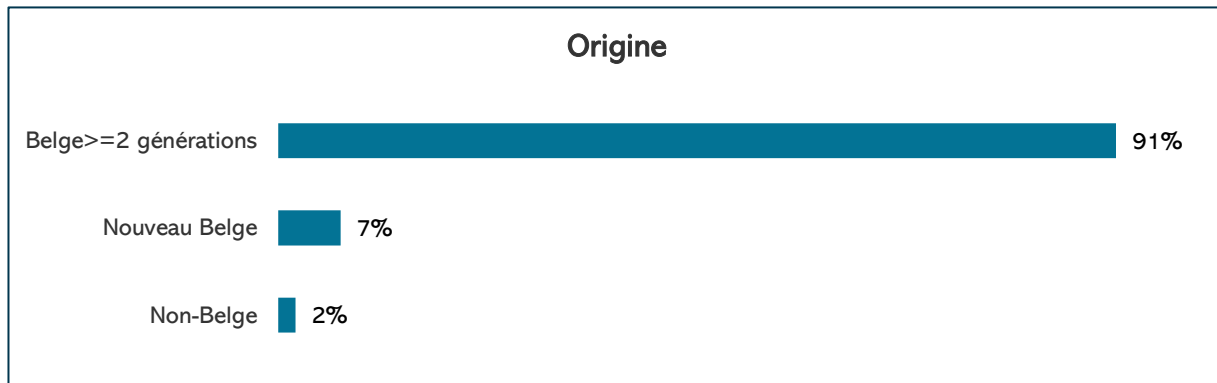 Origine
Belge>=2 générations
91%
Nouveau Belge
7%
Non-Belge
2%